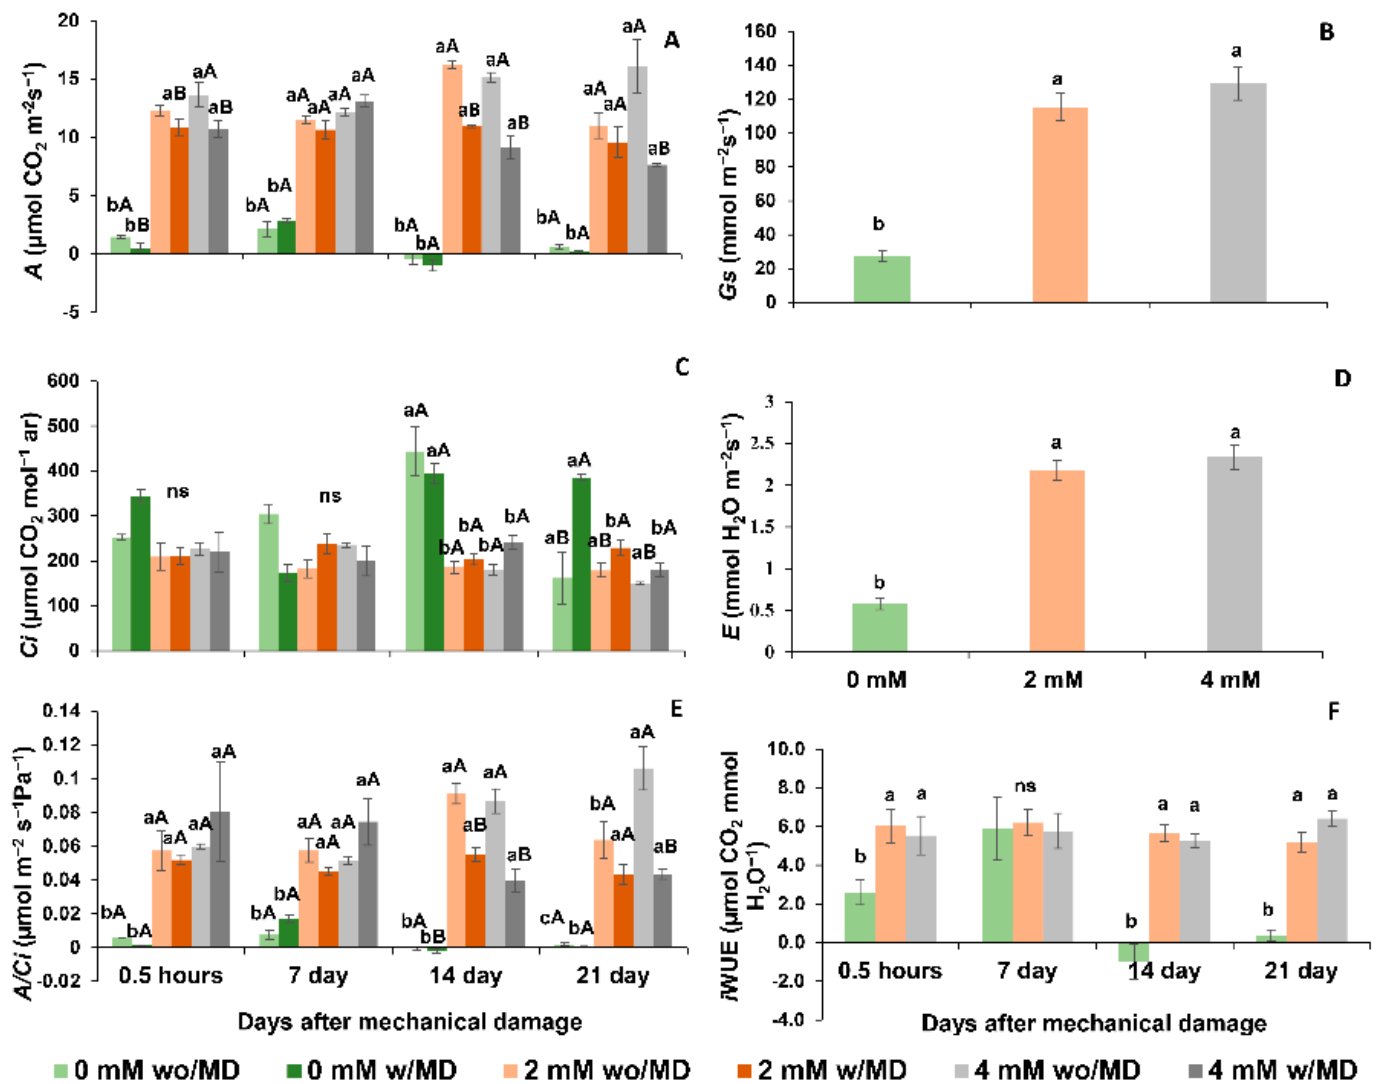 A
A (µmol CO₂ m⁻²s⁻¹)
20
15
10
5
0
-5
bA bB aB aA aB
bA bA aA aA aA aA
bA bA aA aB aA aB
bA bA aA aA aA aB
B
Gs (mmol m⁻²s⁻¹)
160
140
120
100
80
60
40
20
0
b a a
C
Ci (µmol CO₂ mol⁻¹ ar)
600
500
400
300
200
100
0
ns
ns
aA aA bA bA bA bA
aB aA aB bA aB bA
D
E (mmol H₂O m⁻²s⁻¹)
3
2.5
2
1.5
1
0.5
0
b a a
0 mM 2 mM 4 mM
E
A/Ci (µmol m⁻² s⁻¹Pa⁻¹)
0.14
0.12
0.1
0.08
0.06
0.04
0.02
0
-0.02
bA bA aA aA aA aA
bA bA aA aA aA aA
bA bB aA aB aA aB
cA bA bA aA aA aB
0.5 hours 7 day 14 day 21 day
Days after mechanical damage
F
iWUE (µmol CO₂ mmol
H₂O⁻¹)
10.0
8.0
6.0
4.0
2.0
0.0
-2.0
-4.0
b a a
ns
b a a
b a a
0.5 hours 7 day 14 day 21 day
Days after mechanical damage
0 mM wo/MD 0 mM w/MD 2 mM wo/MD 2 mM w/MD 4 mM wo/MD 4 mM w/MD